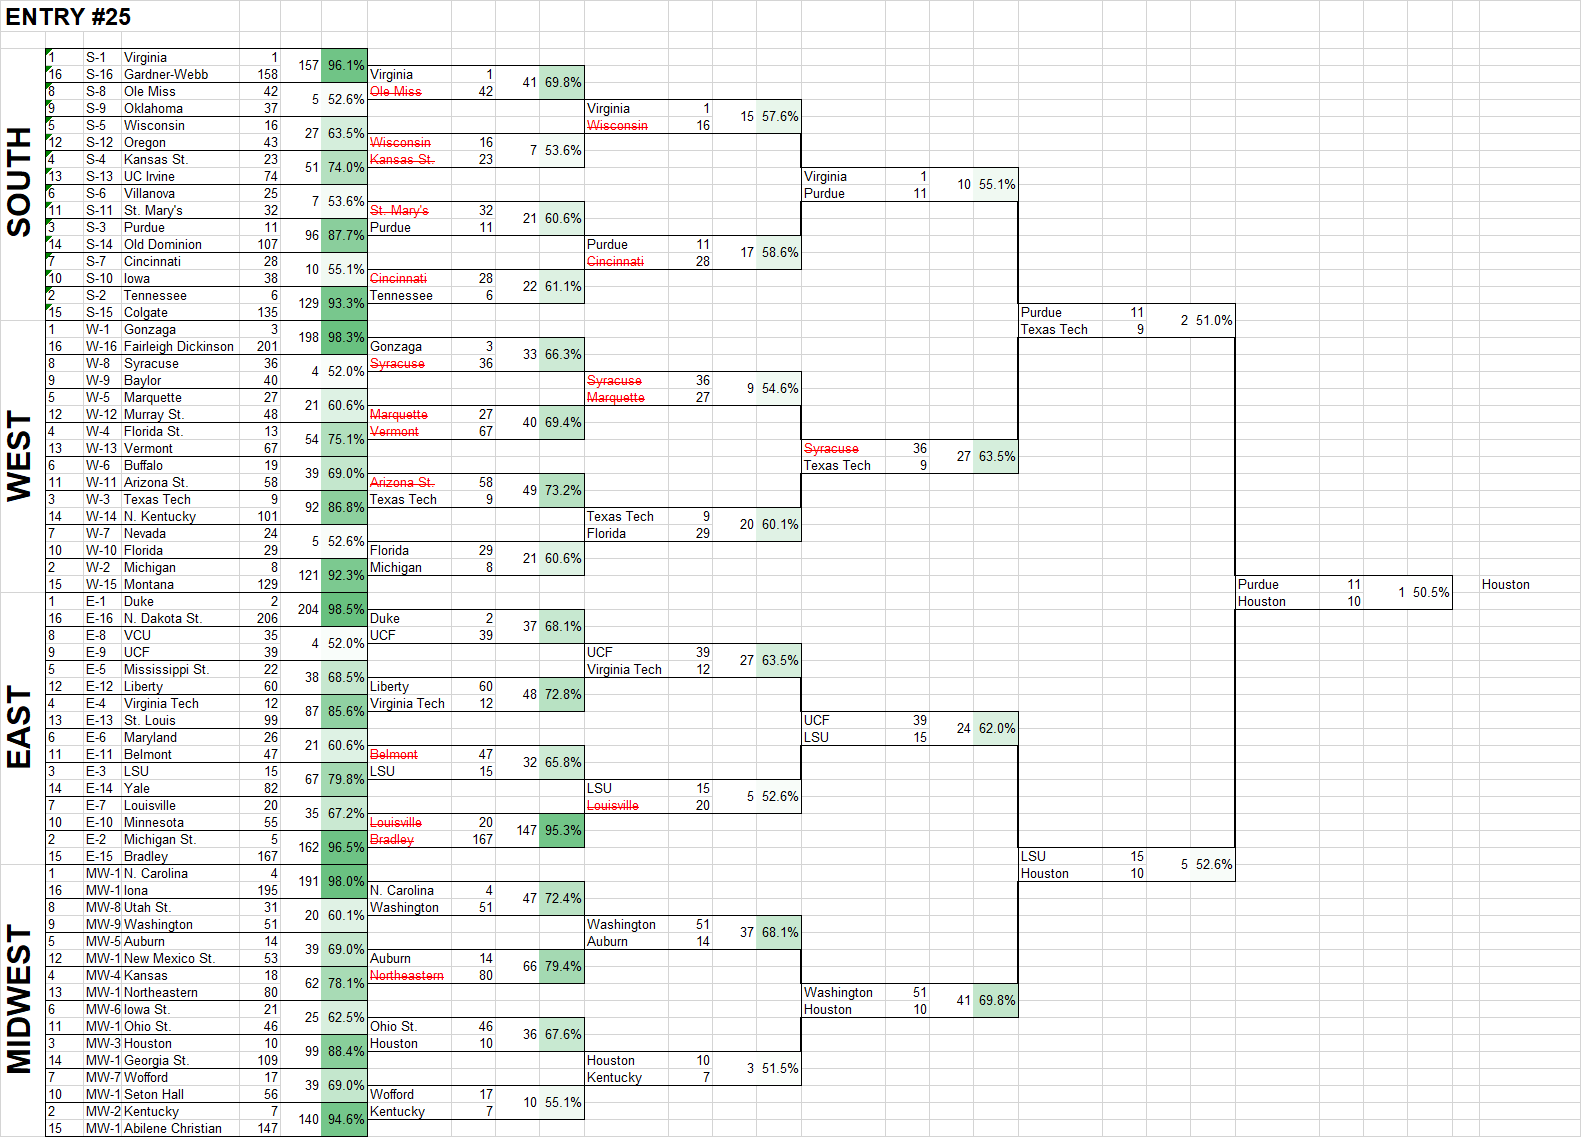 ENTRY #25
SOUTH
1 S-1 Virginia 1
157 96.1%
16 S-16 Gardner-Webb 158
Virginia 1
41 69.8%
8 S-8 Ole Miss 42
Ole Miss 42
5 52.6%
9 S-9 Oklahoma 37
Virginia 1
15 57.6%
5 S-5 Wisconsin 16
Wisconsin 16
27 63.5%
12 S-12 Oregon 43
Wisconsin 16
7 53.6%
4 S-4 Kansas St. 23
Kansas St. 23
51 74.0%
13 S-13 UC Irvine 74
Virginia 1
10 55.1%
6 S-6 Villanova 25
Purdue 11
7 53.6%
11 S-11 St. Mary's 32
St. Mary's 32
21 60.6%
3 S-3 Purdue 11
Purdue 11
96 87.7%
14 S-14 Old Dominion 107
Purdue 11
17 58.6%
7 S-7 Cincinnati 28
Cincinnati 28
10 55.1%
10 S-10 Iowa 38
Cincinnati 28
22 61.1%
2 S-2 Tennessee 6
Tennessee 6
129 93.3%
15 S-15 Colgate 135
Purdue 11
2 51.0%
WEST
1 W-1 Gonzaga 3
Texas Tech 9
198 98.3%
16 W-16 Fairleigh Dickinson 201
Gonzaga 3
33 66.3%
8 W-8 Syracuse 36
Syracuse 36
4 52.0%
9 W-9 Baylor 40
Syracuse 36
9 54.6%
5 W-5 Marquette 27
Marquette 27
21 60.6%
12 W-12 Murray St. 48
Marquette 27
40 69.4%
4 W-4 Florida St. 13
Vermont 67
54 75.1%
13 W-13 Vermont 67
Syracuse 36
27 63.5%
6 W-6 Buffalo 19
Texas Tech 9
39 69.0%
11 W-11 Arizona St. 58
Arizona St. 58
49 73.2%
3 W-3 Texas Tech 9
Texas Tech 9
92 86.8%
14 W-14 N. Kentucky 101
Texas Tech 9
20 60.1%
7 W-7 Nevada 24
Florida 29
5 52.6%
10 W-10 Florida 29
Florida 29
21 60.6%
2 W-2 Michigan 8
Michigan 8
121 92.3%
15 W-15 Montana 129
Purdue 11
1 50.5%
Houston
EAST
1 E-1 Duke 2
Houston 10
204 98.5%
16 E-16 N. Dakota St. 206
Duke 2
37 68.1%
8 E-8 VCU 35
UCF 39
4 52.0%
9 E-9 UCF 39
UCF 39
27 63.5%
5 E-5 Mississippi St. 22
Virginia Tech 12
38 68.5%
12 E-12 Liberty 60
Liberty 60
48 72.8%
4 E-4 Virginia Tech 12
Virginia Tech 12
87 85.6%
13 E-13 St. Louis 99
UCF 39
24 62.0%
6 E-6 Maryland 26
LSU 15
21 60.6%
11 E-11 Belmont 47
Belmont 47
32 65.8%
3 E-3 LSU 15
LSU 15
67 79.8%
14 E-14 Yale 82
LSU 15
5 52.6%
7 E-7 Louisville 20
Louisville 20
35 67.2%
10 E-10 Minnesota 55
Louisville 20
147 95.3%
2 E-2 Michigan St. 5
Bradley 167
162 96.5%
15 E-15 Bradley 167
LSU 15
5 52.6%
MIDWEST
1 MW-1 N. Carolina 4
Houston 10
191 98.0%
16 MW-1 Iona 195
N. Carolina 4
47 72.4%
8 MW-8 Utah St. 31
Washington 51
20 60.1%
9 MW-9 Washington 51
Washington 51
37 68.1%
5 MW-5 Auburn 14
Auburn 14
39 69.0%
12 MW-1 New Mexico St. 53
Auburn 14
66 79.4%
4 MW-4 Kansas 18
Northeastern 80
62 78.1%
13 MW-1 Northeastern 80
Washington 51
41 69.8%
6 MW-6 Iowa St. 21
Houston 10
25 62.5%
11 MW-1 Ohio St. 46
Ohio St. 46
36 67.6%
3 MW-3 Houston 10
Houston 10
99 88.4%
14 MW-1 Georgia St. 109
Houston 10
3 51.5%
7 MW-7 Wofford 17
Kentucky 7
39 69.0%
10 MW-1 Seton Hall 56
Wofford 17
10 55.1%
2 MW-2 Kentucky 7
Kentucky 7
140 94.6%
15 MW-1 Abilene Christian 147